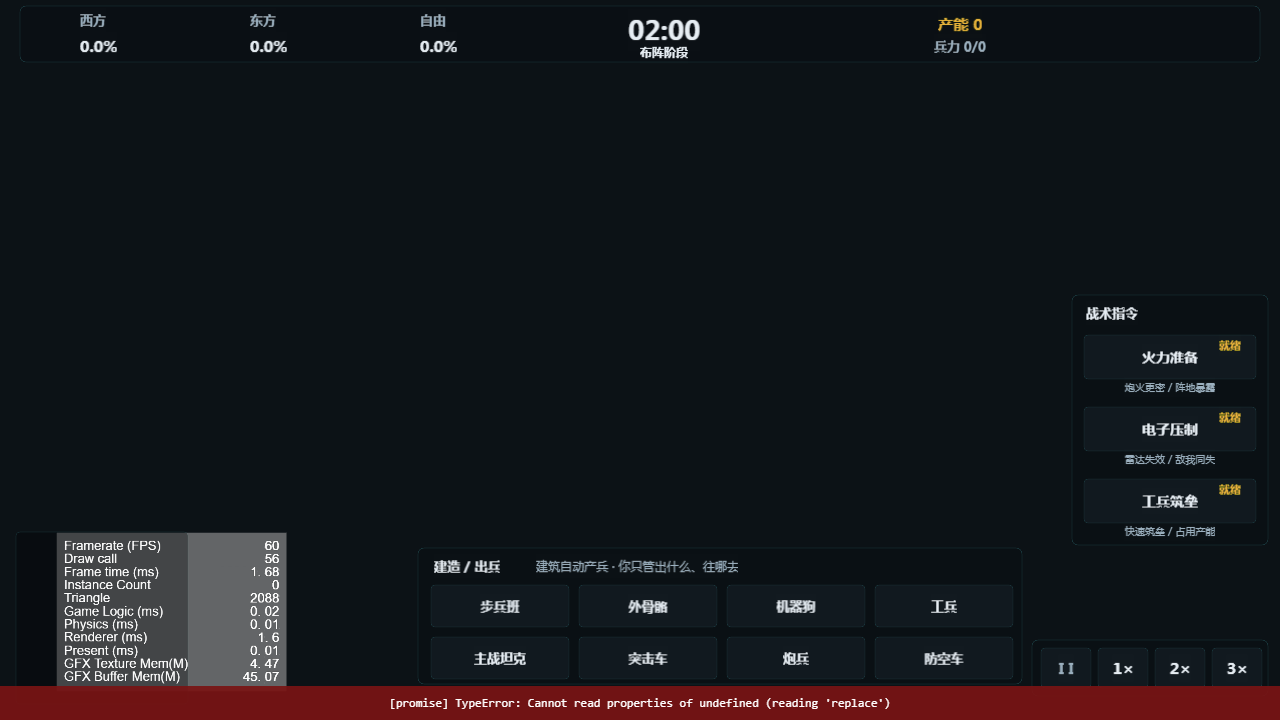 西方 东方 自由 02:00 产能 0
0.0% 0.0% 0.0% 布阵阶段 兵力 0/0
战术指令
就绪
火力准备
炮火更密 / 阵地暴露
就绪
电子压制
雷达失效 / 敌我同失
就绪
工兵筑垒
快速筑垒 / 占用产能
Framerate (FPS) 60
Draw call 56
Frame time (ms) 1. 68
Instance Count 0
Triangle 2088
Game Logic (ms) 0. 02
Physics (ms) 0. 01
Renderer (ms) 1. 6
Present (ms) 0. 01
GFX Texture Mem(M) 4. 47
GFX Buffer Mem(M) 45. 07
建造 / 出兵 建筑自动产兵 · 你只管出什么、往哪去
步兵班 外骨骼 机器狗 工兵
主战坦克 突击车 炮兵 防空车
II 1× 2× 3×
[promise] TypeError: Cannot read properties of undefined (reading 'replace')